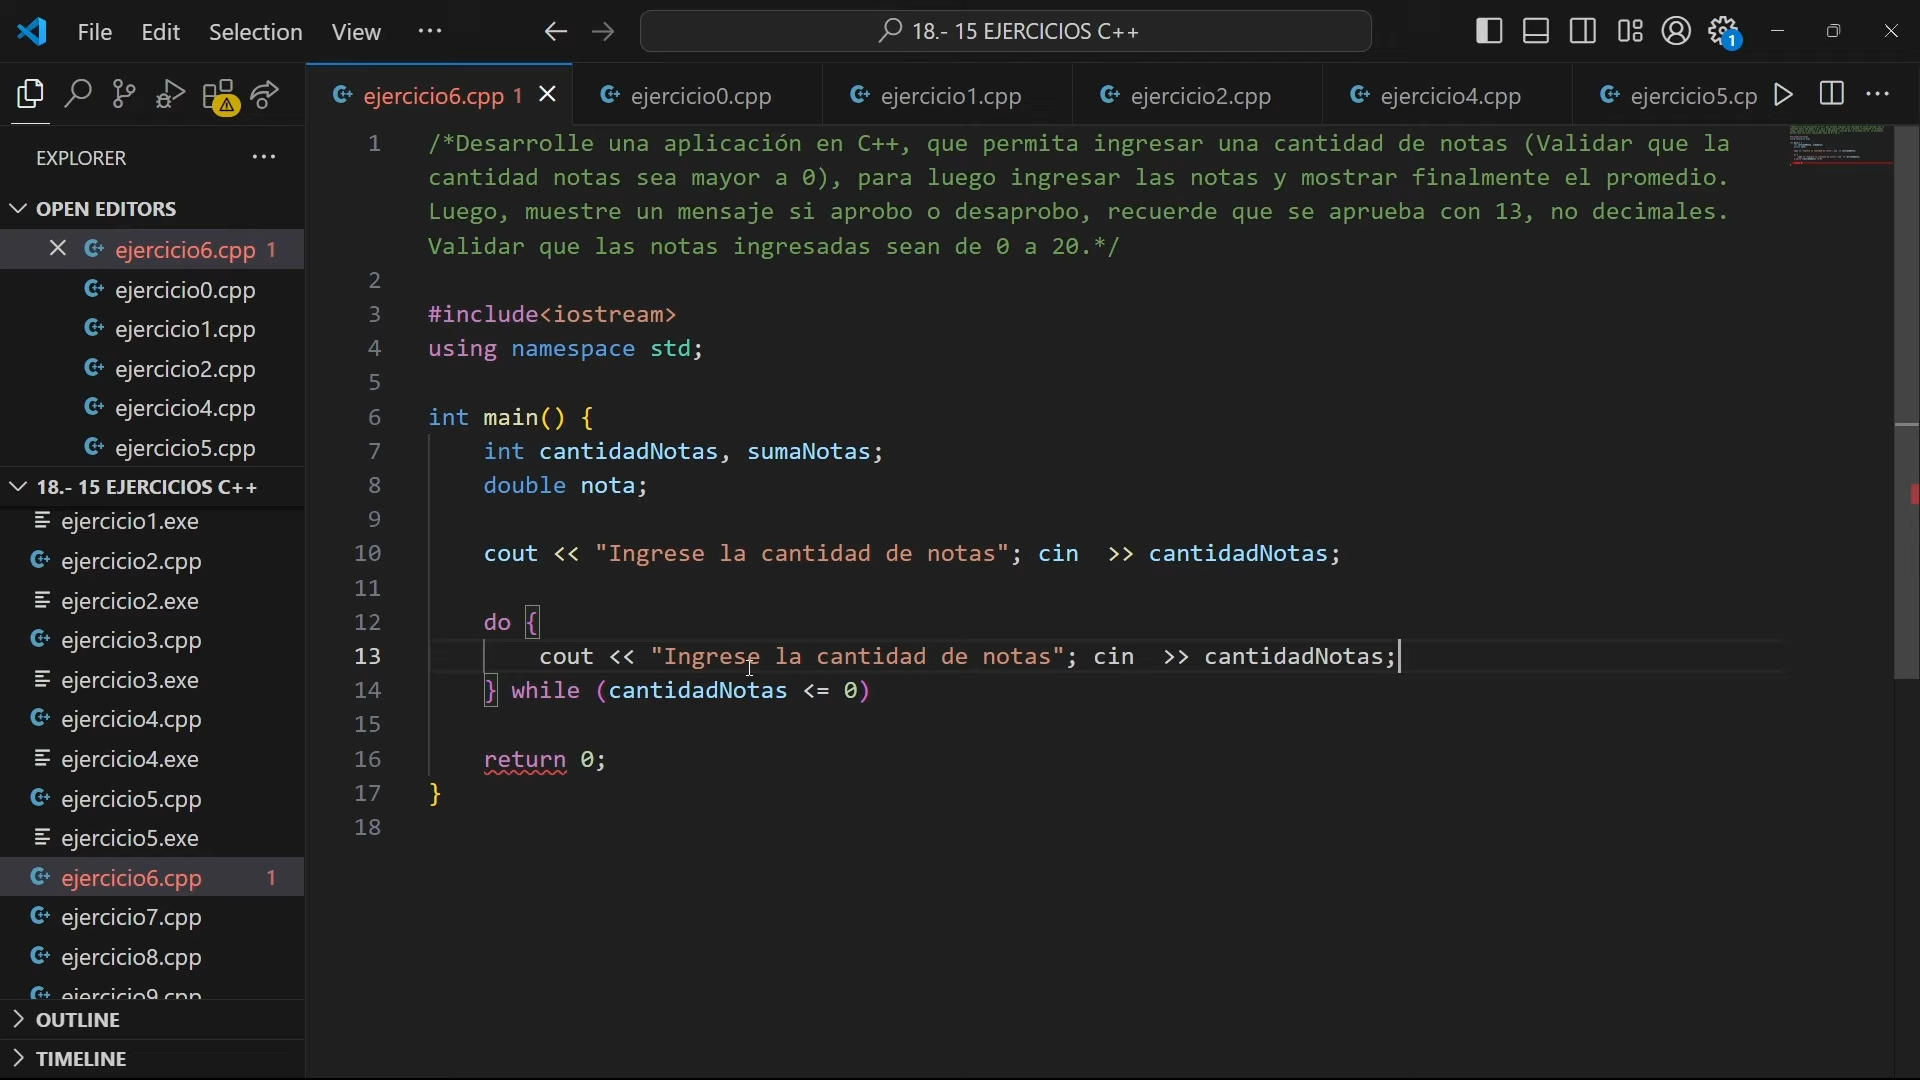 File Edit Selection View ··· 18.- 15 EJERCICIOS C++ 1
EXPLORER ···
OPEN EDITORS
ejercicio6.cpp 1
ejercicio0.cpp
ejercicio1.cpp
ejercicio2.cpp
ejercicio4.cpp
ejercicio5.cpp
18.- 15 EJERCICIOS C++
ejercicio1.exe
ejercicio2.cpp
ejercicio2.exe
ejercicio3.cpp
ejercicio3.exe
ejercicio4.cpp
ejercicio4.exe
ejercicio5.cpp
ejercicio5.exe
ejercicio6.cpp 1
ejercicio7.cpp
ejercicio8.cpp
ejercicio9.cpp
OUTLINE
TIMELINE
ejercicio6.cpp 1 ejercicio0.cpp ejercicio1.cpp ejercicio2.cpp ejercicio4.cpp ejercicio5.cp ···
1 /*Desarrolle una aplicación en C++, que permita ingresar una cantidad de notas (Validar que la
cantidad notas sea mayor a 0), para luego ingresar las notas y mostrar finalmente el promedio.
Luego, muestre un mensaje si aprobo o desaprobo, recuerde que se aprueba con 13, no decimales.
Validar que las notas ingresadas sean de 0 a 20.*/
2
3 #include<iostream>
4 using namespace std;
5
6 int main() {
7 int cantidadNotas, sumaNotas;
8 double nota;
9
10 cout << "Ingrese la cantidad de notas"; cin  >> cantidadNotas;
11
12 do {
13 cout << "Ingrese la cantidad de notas"; cin  >> cantidadNotas;
14 } while (cantidadNotas <= 0)
15
16 return 0;
17 }
18